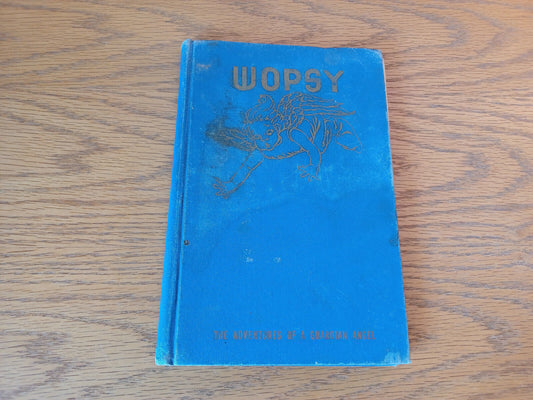 WOPSY
THE ADVENTURES OF A GUARDIAN ANGEL